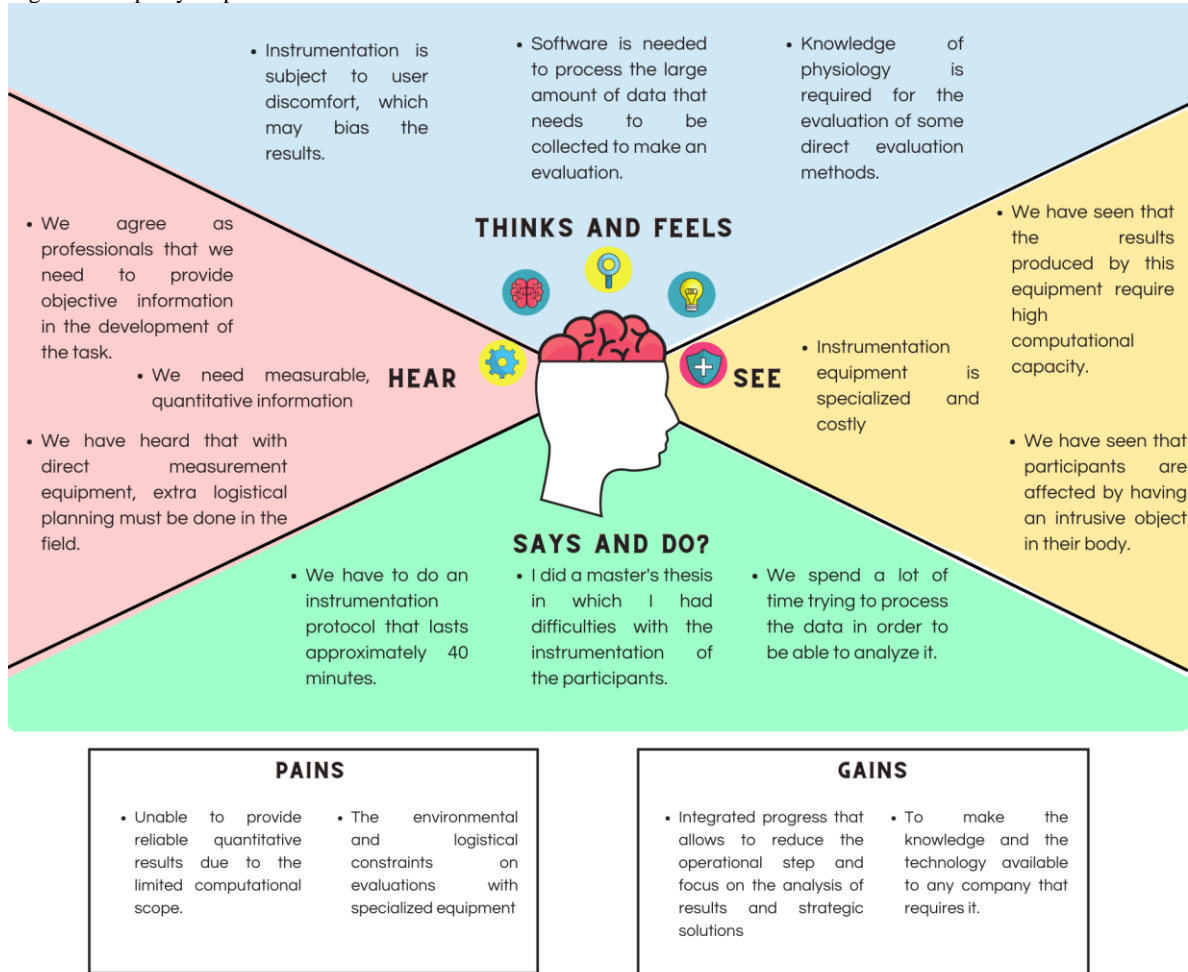 • Instrumentation is
subject to user
discomfort, which
may bias the
results.
• Software is needed
to process the large
amount of data that
needs to be
collected to make an
evaluation.
• Knowledge of
physiology is
required for the
evaluation of some
direct evaluation
methods.
THINKS AND FEELS
• We agree as
professionals that we
need to provide
objective information
in the development of
the task.
• We need measurable,
quantitative information
• We have heard that with
direct measurement
equipment, extra logistical
planning must be done in the
field.
HEAR
SEE
• We have seen that
the results
produced by this
equipment require
high
computational
capacity.
• Instrumentation
equipment is
specialized and
costly
• We have seen that
participants are
affected by having
an intrusive object
in their body.
SAYS AND DO?
• We have to do an
instrumentation
protocol that lasts
approximately 40
minutes.
• I did a master's thesis
in which I had
difficulties with the
instrumentation of
the participants.
• We spend a lot of
time trying to process
the data in order to
be able to analyze it.
PAINS
• Unable to provide
reliable quantitative
results due to the
limited computational
scope.
• The environmental
and logistical
constraints on
evaluations with
specialized equipment
GAINS
• Integrated progress that
allows to reduce the
operational step and
focus on the analysis of
results and strategic
solutions
• To make the
knowledge and the
technology available
to any company that
requires it.